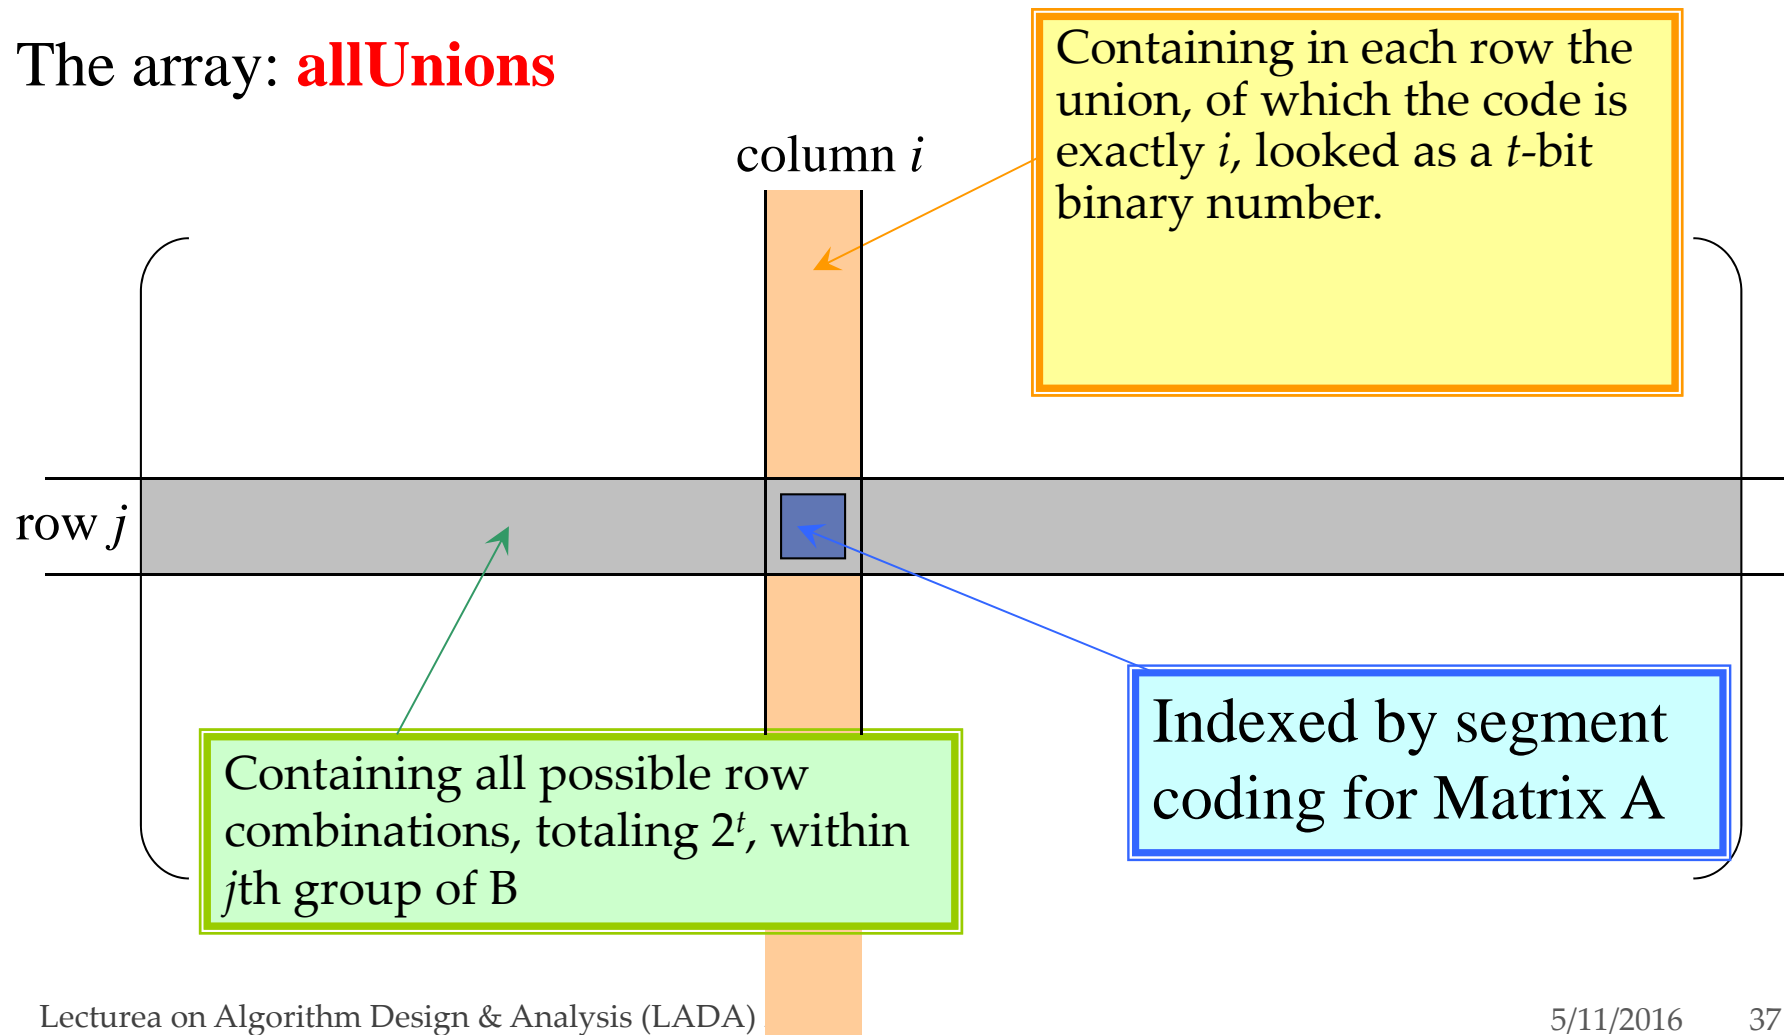 The array: allUnions
Containing in each row the
union, of which the code is
exactly i, looked as a t-bit
binary number.
column i
row j
Indexed by segment
coding for Matrix A
Containing all possible row
combinations, totaling 2^t, within
jth group of B
Lecturea on Algorithm Design & Analysis (LADA)
5/11/2016 37